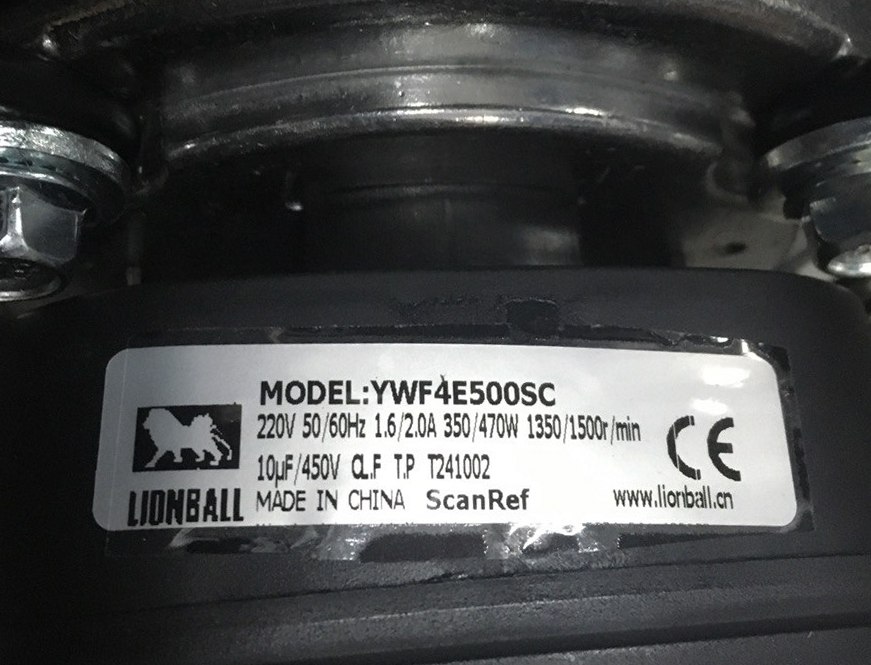 MODEL:YWF4E500SC
220V 50/60Hz 1.6/2.0A 350/470W 1350/1500r/min
10µF/450V CL.F T.P T241002
LIONBALL MADE IN CHINA ScanRef www.lionball.cn
CE